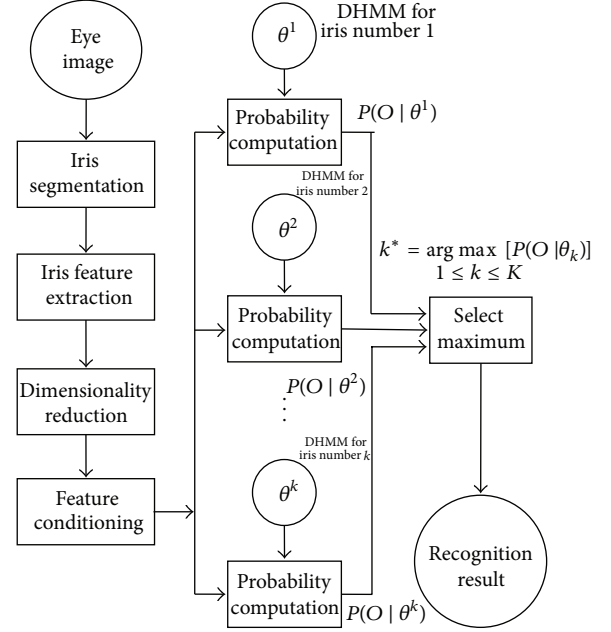 Eye
image
Iris
segmentation
Iris feature
extraction
Dimensionality
reduction
Feature
conditioning
DHMM for
iris number 1
θ¹
Probability
computation
P(O | θ¹)
DHMM for
iris number 2
θ²
Probability
computation
P(O | θ²)
⋮
DHMM for
iris number k
θᵏ
Probability
computation
P(O | θᵏ)
k* = arg max [P(O |θₖ)]
1 ≤ k ≤ K
Select
maximum
Recognition
result